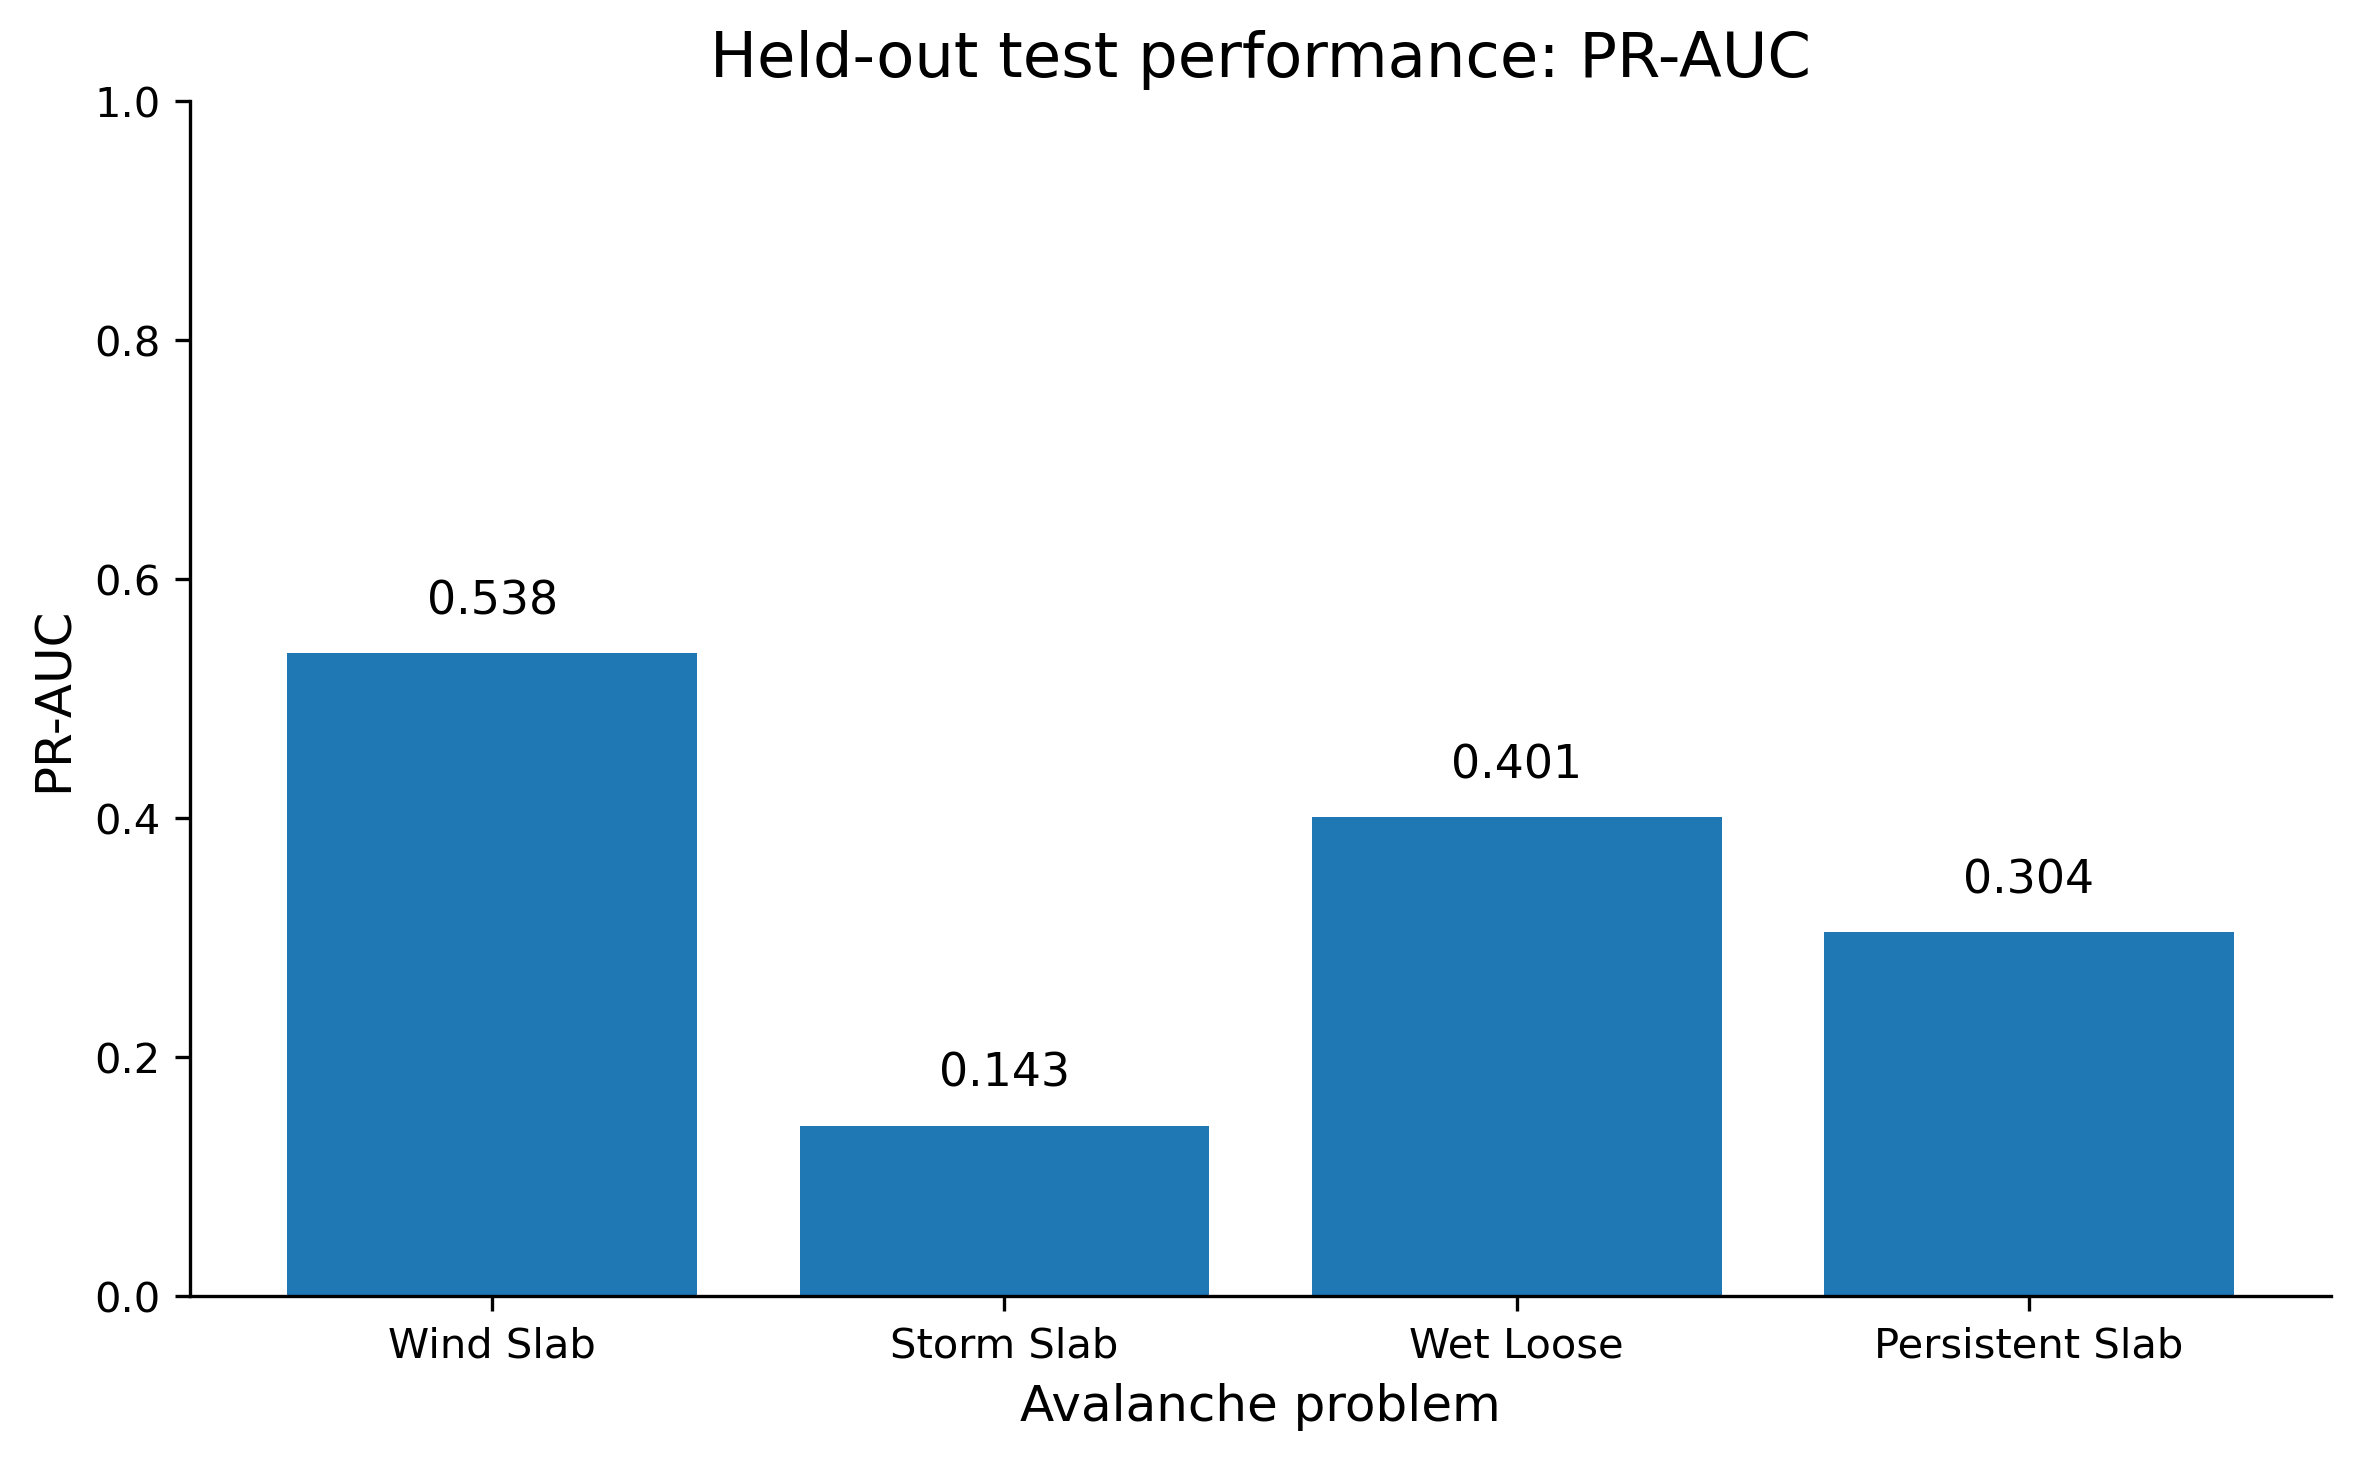 Held-out test performance: PR-AUC
1.0
0.8
0.6
0.4
0.2
0.0
PR-AUC
0.538
0.143
0.401
0.304
Wind Slab
Storm Slab
Wet Loose
Persistent Slab
Avalanche problem